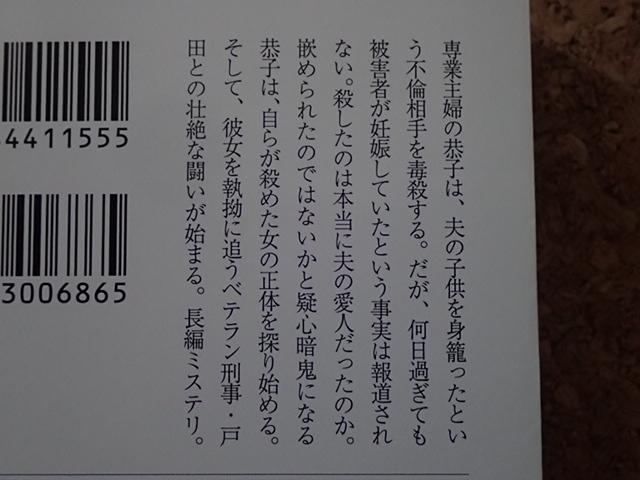 専業主婦の恭子は、夫の子供を身籠ったとい
う不倫相手を毒殺する。だが、何日過ぎても
被害者が妊娠していたという事実は報道され
ない。殺したのは本当に夫の愛人だったのか。
嵌められたのではないかと疑心暗鬼になる
恭子は、自らが殺めた女の正体を探り始める。
そして、彼女を執拗に追うベテラン刑事・戸
田との壮絶な闘いが始まる。長編ミステリ。
4411555
3006865